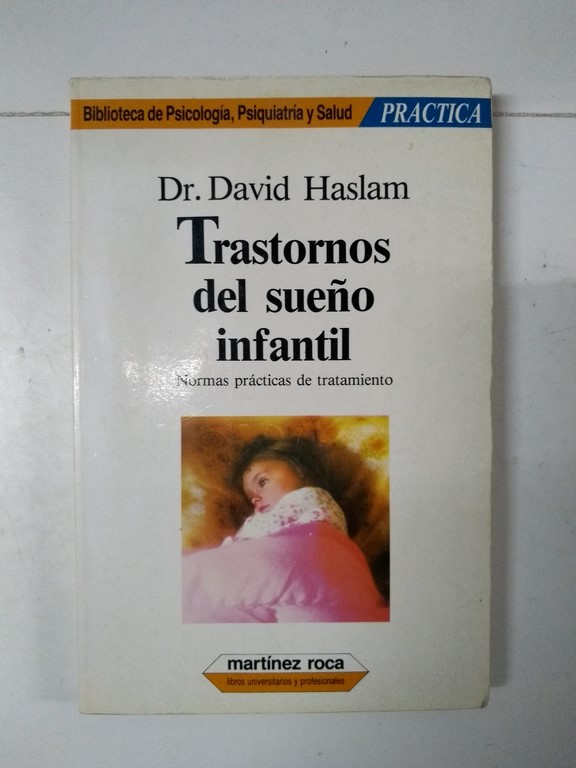 Biblioteca de Psicología, Psiquiatría y Salud PRACTICA
Dr. David Haslam
Trastornos
del sueño
infantil
Normas prácticas de tratamiento
martínez roca
libros universitarios y profesionales